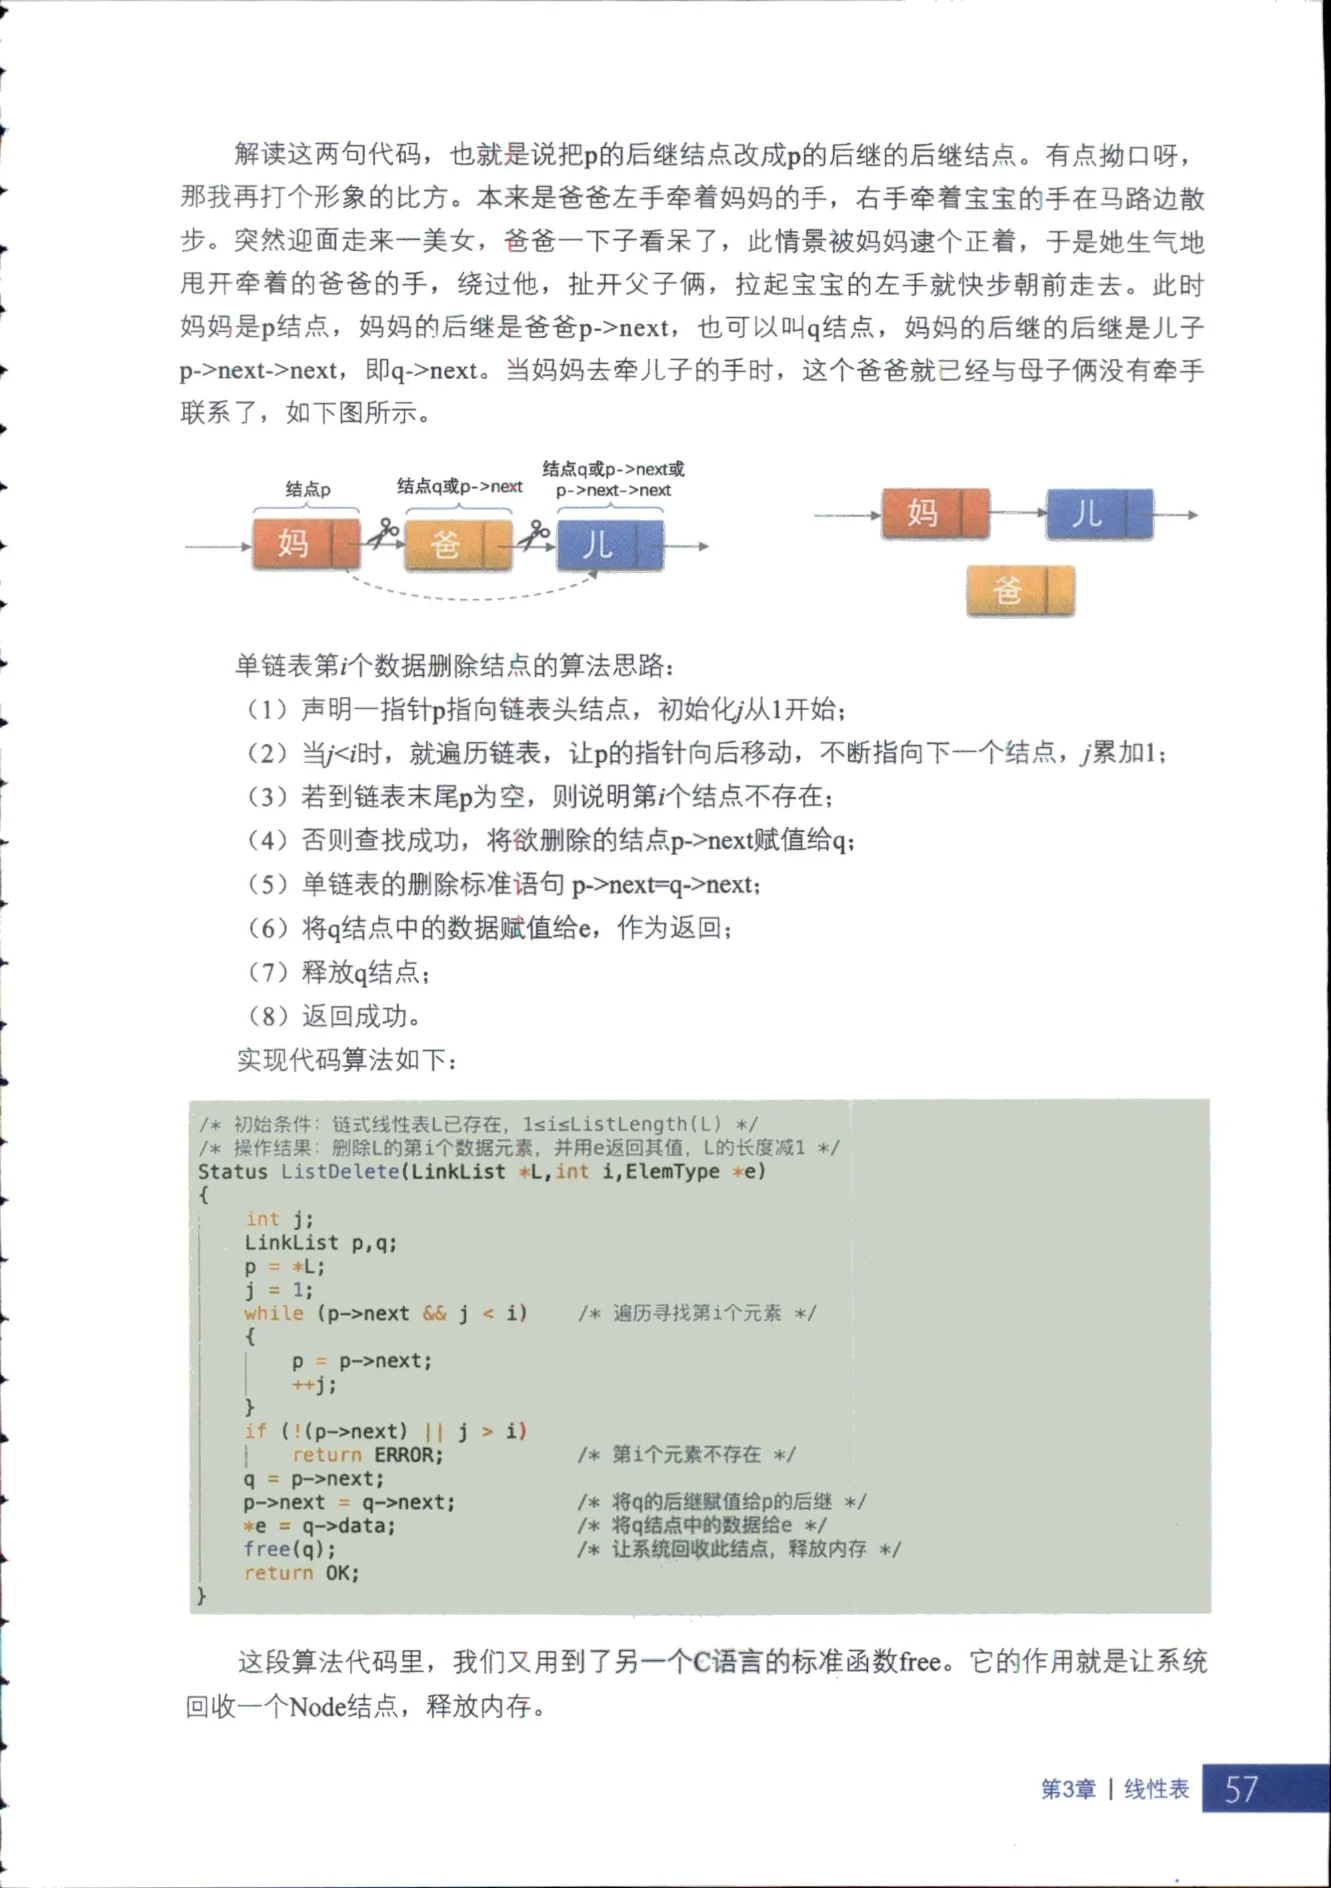 解读这两句代码，也就是说把p的后继结点改成p的后继的后继结点。有点拗口呀，
那我再打个形象的比方。本来是爸爸左手牵着妈妈的手，右手牵着宝宝的手在马路边散
步。突然迎面走来一美女，爸爸一下子看呆了，此情景被妈妈逮个正着，于是她生气地
甩开牵着的爸爸的手，绕过他，扯开父子俩，拉起宝宝的左手就快步朝前走去。此时
妈妈是p结点，妈妈的后继是爸爸p->next，也可以叫q结点，妈妈的后继的后继是儿子
p->next->next，即q->next。当妈妈去牵儿子的手时，这个爸爸就已经与母子俩没有牵手
联系了，如下图所示。
结点p
结点q或p->next
结点q或p->next或
p->next->next
妈
爸
儿
妈
儿
爸
单链表第i个数据删除结点的算法思路：
（1）声明一指针p指向链表头结点，初始化j从1开始；
（2）当j<i时，就遍历链表，让p的指针向后移动，不断指向下一个结点，j累加1；
（3）若到链表末尾p为空，则说明第i个结点不存在；
（4）否则查找成功，将欲删除的结点p->next赋值给q；
（5）单链表的删除标准语句 p->next=q->next；
（6）将q结点中的数据赋值给e，作为返回；
（7）释放q结点；
（8）返回成功。
实现代码算法如下：
/* 初始条件：链式线性表L已存在，1≤i≤ListLength(L) */
/* 操作结果：删除L的第i个数据元素，并用e返回其值，L的长度减1 */
Status ListDelete(LinkList *L,int i,ElemType *e)
{
int j;
LinkList p,q;
p = *L;
j = 1;
while (p->next && j < i) /* 遍历寻找第i个元素 */
{
p = p->next;
++j;
}
if (!(p->next) || j > i)
return ERROR; /* 第i个元素不存在 */
q = p->next;
p->next = q->next; /* 将q的后继赋值给p的后继 */
*e = q->data; /* 将q结点中的数据给e */
free(q); /* 让系统回收此结点，释放内存 */
return OK;
}
这段算法代码里，我们又用到了另一个C语言的标准函数free。它的作用就是让系统
回收一个Node结点，释放内存。
第3章 | 线性表 57